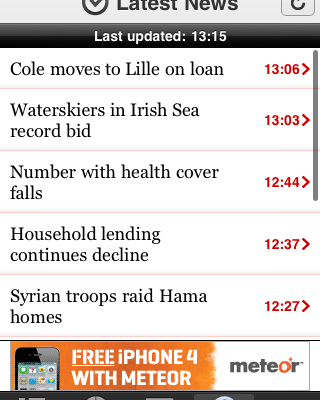 Latest News
Last updated: 13:15
Cole moves to Lille on loan 13:06
Waterskiers in Irish Sea
record bid 13:03
Number with health cover
falls 12:44
Household lending
continues decline 12:37
Syrian troops raid Hama
homes 12:27
FREE iPHONE 4
WITH METEOR
meteor